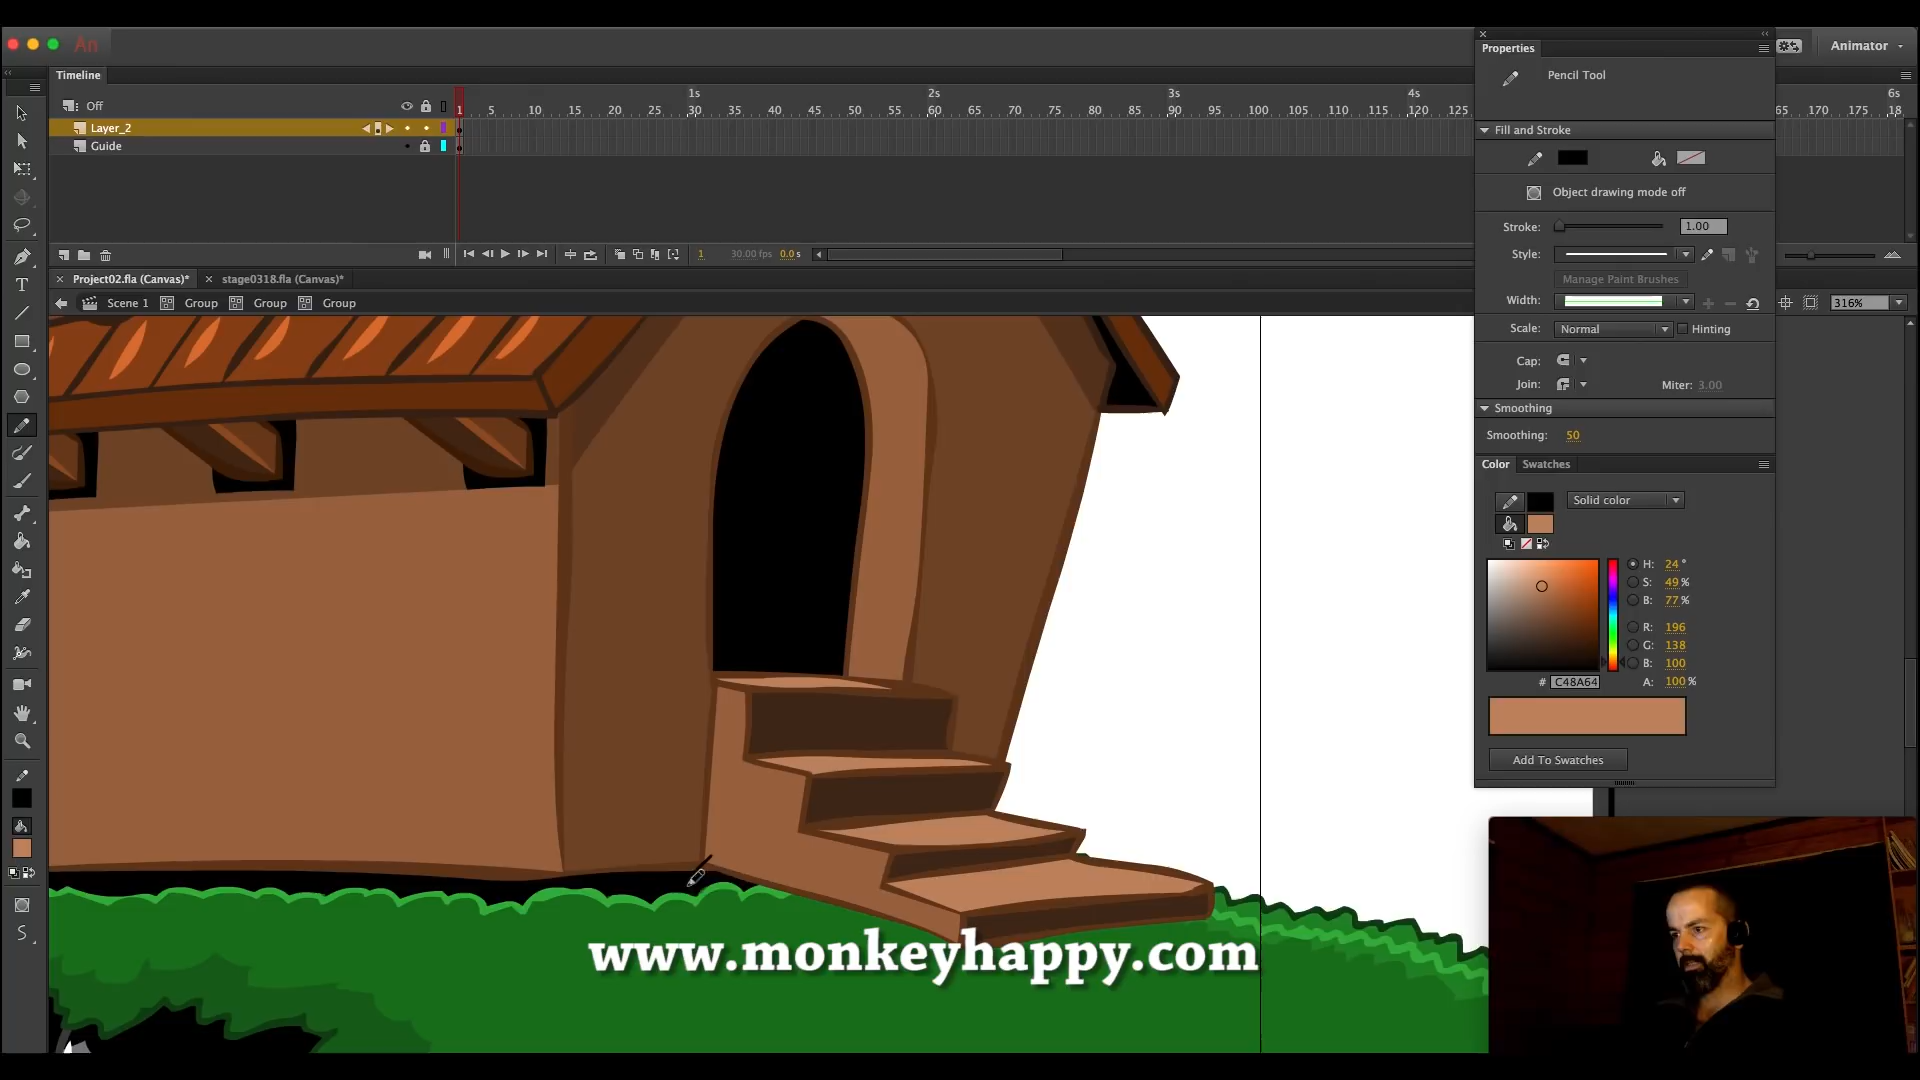 An
Animator
Properties
Timeline
Pencil Tool
1s 2s 3s 4s 6s
Off
1 5 10 15 20 25 30 35 40 45 50 55 60 65 70 75 80 85 90 95 100 105 110 115 120 125 65 170 175 18
Layer_2
Fill and Stroke
Guide
Object drawing mode off
Stroke: 1.00
1 30.00 fps 0.0 s
Style:
Project02.fla (Canvas)* stage0318.fla (Canvas)*
Manage Paint Brushes
Scene 1 Group Group Group
Width:
316%
Scale: Normal Hinting
Cap:
Join: Miter: 3.00
Smoothing
Smoothing: 50
Color Swatches
Solid color
H: 24 °
S: 49 %
B: 77 %
R: 196
G: 138
B: 100
# C48A64 A: 100 %
Add To Swatches
www.monkeyhappy.com